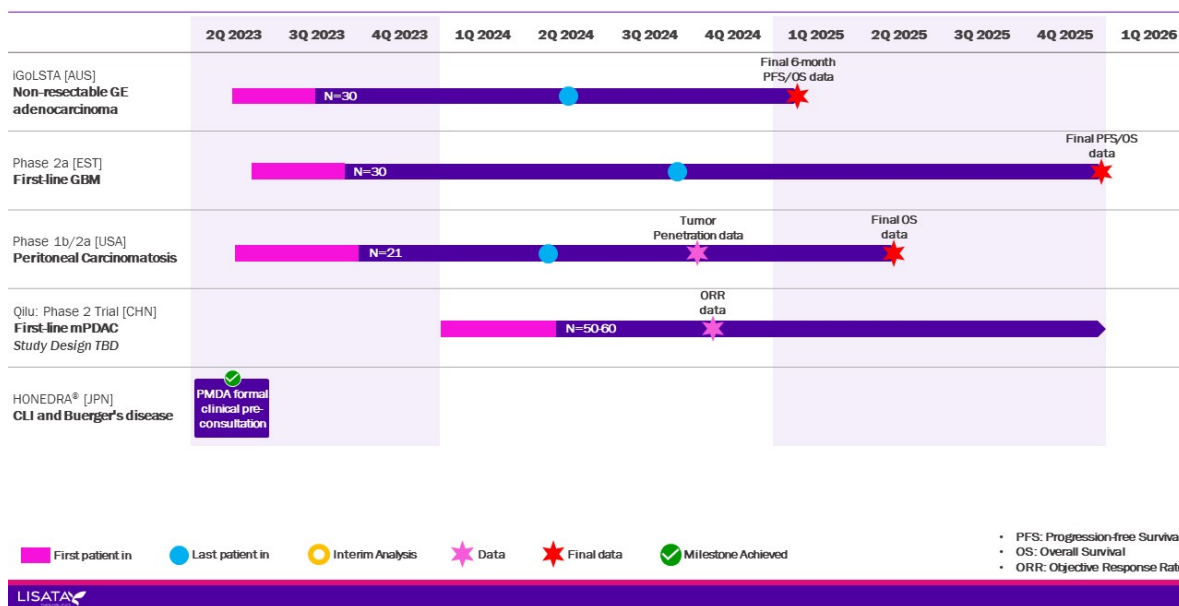 2Q 2023 3Q 2023 4Q 2023 1Q 2024 2Q 2024 3Q 2024 4Q 2024 1Q 2025 2Q 2025 3Q 2025 4Q 2025 1Q 2026
iGoLSTA [AUS]
Non-resectable GE
adenocarcinoma
N=30
Final 6-month
PFS/OS data
Phase 2a [EST]
First-line GBM
N=30
Final PFS/OS
data
Phase 1b/2a [USA]
Peritoneal Carcinomatosis
N=21
Tumor
Penetration data
Final OS
data
Qilu: Phase 2 Trial [CHN]
First-line mPDAC
Study Design TBD
N=50-60
ORR
data
HONEDRA® [JPN]
CLI and Buerger's disease
PMDA formal
clinical pre-
consultation
First patient in
Last patient in
Interim Analysis
Data
Final data
Milestone Achieved
• PFS: Progression-free Surviva
• OS: Overall Survival
• ORR: Objective Response Rat
LISATA